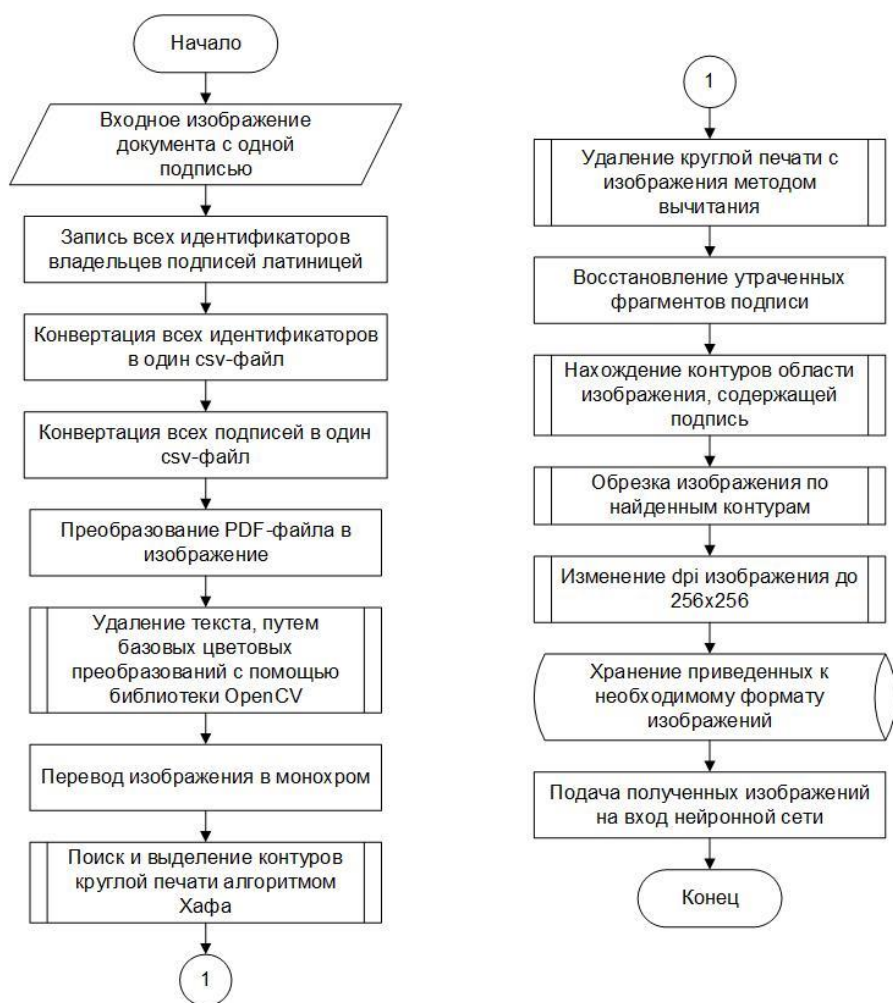 Начало
Входное изображение
документа с одной
подписью
Запись всех идентификаторов
владельцев подписей латиницей
Конвертация всех идентификаторов
в один csv-файл
Конвертация всех подписей в один
csv-файл
Преобразование PDF-файла в
изображение
Удаление текста, путем
базовых цветовых
преобразований с помощью
библиотеки OpenCV
Перевод изображения в монохром
Поиск и выделение контуров
круглой печати алгоритмом
Хафа
1
1
Удаление круглой печати с
изображения методом
вычитания
Восстановление утраченных
фрагментов подписи
Нахождение контуров области
изображения, содержащей
подпись
Обрезка изображения по
найденным контурам
Изменение dpi изображения до
256x256
Хранение приведенных к
необходимому формату
изображений
Подача полученных изображений
на вход нейронной сети
Конец